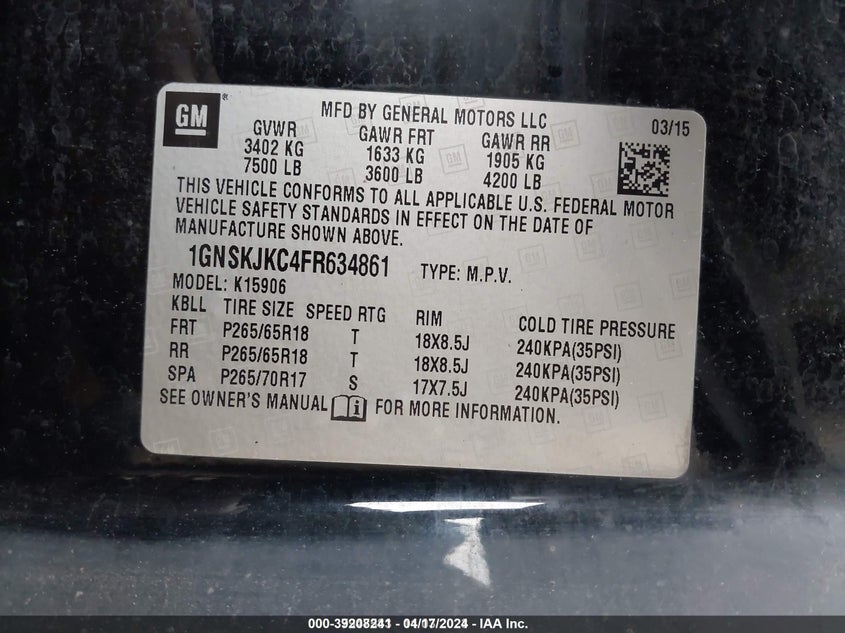 GM ®
MFD BY GENERAL MOTORS LLC
03/15
GVWR GAWR FRT GAWR RR
3402 KG 1633 KG 1905 KG
7500 LB 3600 LB 4200 LB
THIS VEHICLE CONFORMS TO ALL APPLICABLE U.S. FEDERAL MOTOR
VEHICLE SAFETY STANDARDS IN EFFECT ON THE DATE OF
MANUFACTURE SHOWN ABOVE.
1GNSKJKC4FR634861 TYPE: M.P.V.
MODEL: K15906
KBLL TIRE SIZE SPEED RTG RIM COLD TIRE PRESSURE
FRT P265/65R18 T 18X8.5J 240KPA(35PSI)
RR P265/65R18 T 18X8.5J 240KPA(35PSI)
SPA P265/70R17 S 17X7.5J 240KPA(35PSI)
SEE OWNER'S MANUAL FOR MORE INFORMATION.
04/17/2024 - IAA Inc.